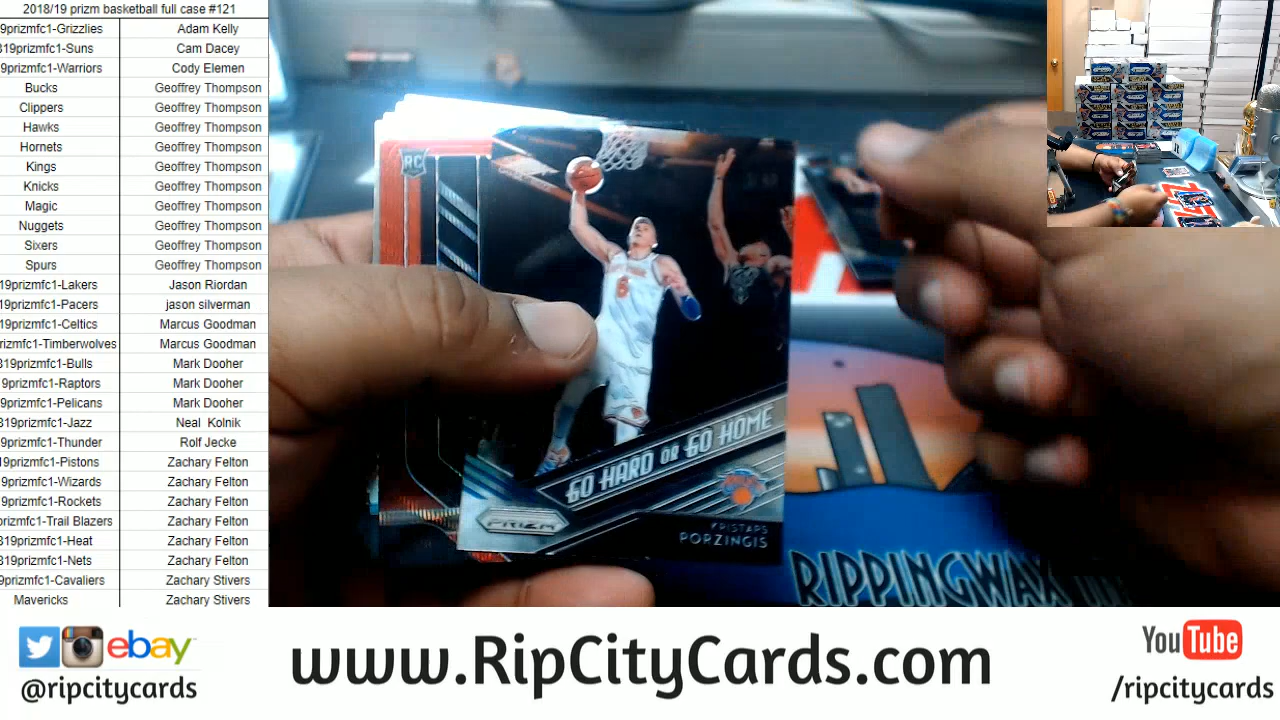 2018/19 prizm basketball full case #121
9prizmfc1-Grizzlies Adam Kelly
819prizmfc1-Suns Cam Dacey
9prizmfc1-Warriors Cody Elemen
Bucks Geoffrey Thompson
Clippers Geoffrey Thompson
Hawks Geoffrey Thompson
Hornets Geoffrey Thompson
Kings Geoffrey Thompson
Knicks Geoffrey Thompson
Magic Geoffrey Thompson
Nuggets Geoffrey Thompson
Sixers Geoffrey Thompson
Spurs Geoffrey Thompson
19prizmfc1-Lakers Jason Riordan
19prizmfc1-Pacers jason silverman
19prizmfc1-Celtics Marcus Goodman
rizmfc1-Timberwolves Marcus Goodman
819prizmfc1-Bulls Mark Dooher
9prizmfc1-Raptors Mark Dooher
9prizmfc1-Pelicans Mark Dooher
819prizmfc1-Jazz Neal Kolnik
9prizmfc1-Thunder Rolf Jecke
19prizmfc1-Pistons Zachary Felton
9prizmfc1-Wizards Zachary Felton
9prizmfc1-Rockets Zachary Felton
rizmfc1-Trail Blazers Zachary Felton
819prizmfc1-Heat Zachary Felton
819prizmfc1-Nets Zachary Felton
9prizmfc1-Cavaliers Zachary Stivers
Mavericks Zachary Stivers
RC
GO HARD OR GO HOME
PRIZM
KRISTAPS
PORZINGIS
RIPPINGWAX
ebay
@ripcitycards
www.RipCityCards.com
YouTube
/ripcitycards